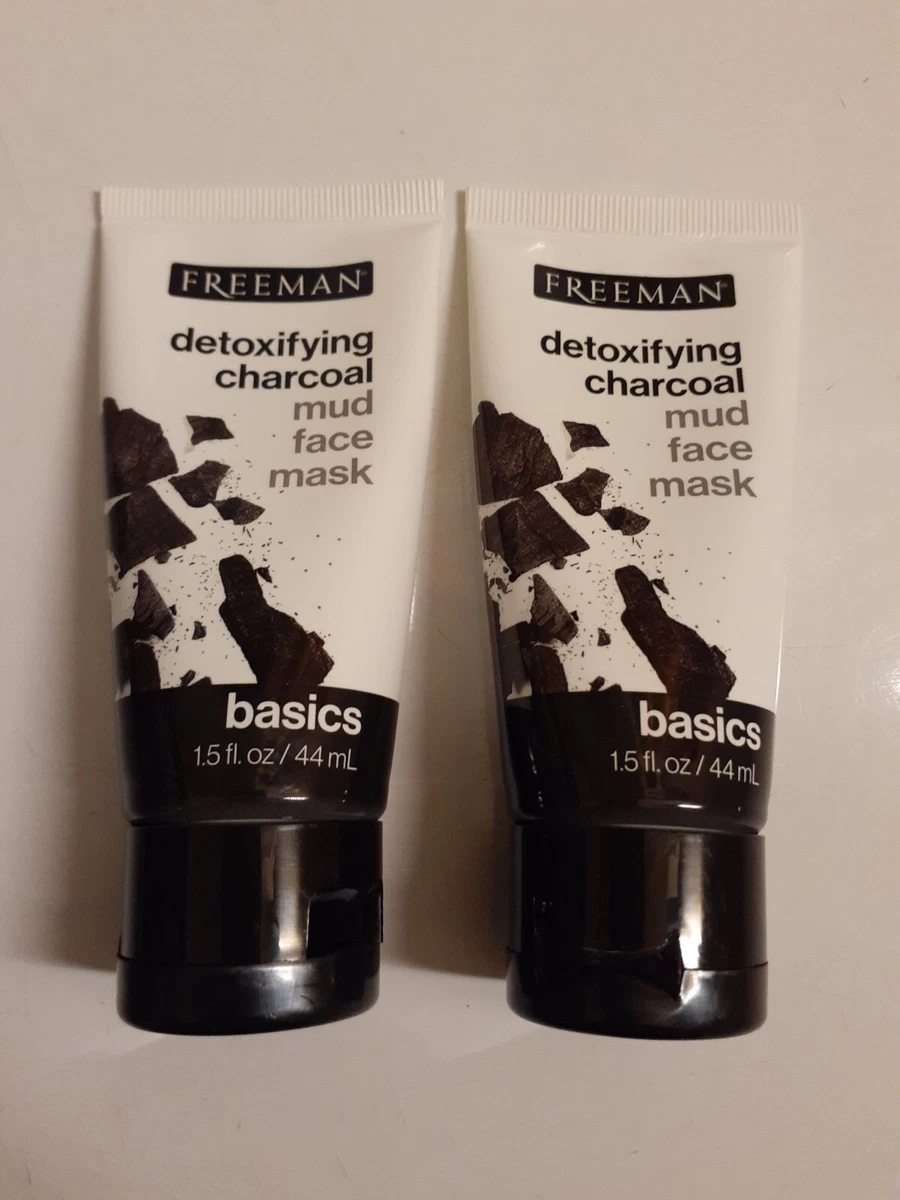 FREEMAN
detoxifying
charcoal
mud
face
mask
basics
1.5 fl. oz / 44 mL
FREEMAN
detoxifying
charcoal
mud
face
mask
basics
1.5 fl. oz / 44 mL